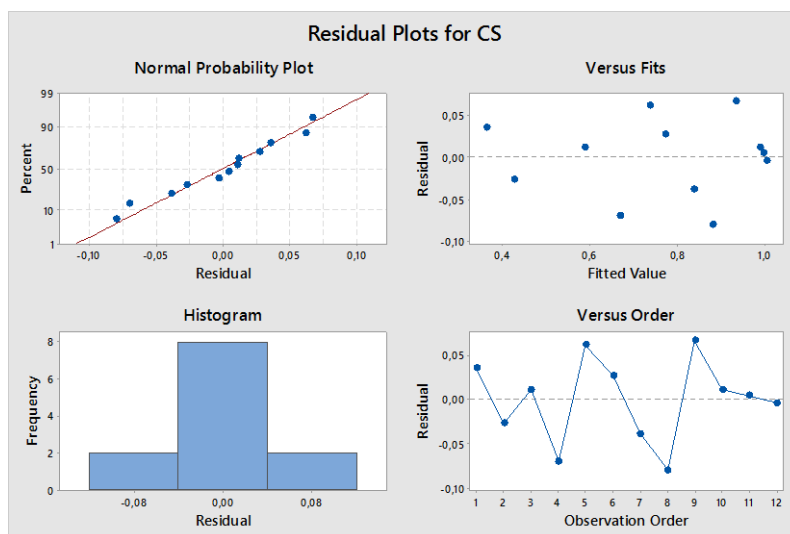 Residual Plots for CS
Normal Probability Plot
99
90
50
10
1
Percent
-0,10
-0,05
0,00
0,05
0,10
Residual
Versus Fits
0,05
0,00
-0,05
-0,10
Residual
0,4
0,6
0,8
1,0
Fitted Value
Histogram
8
6
4
2
0
Frequency
-0,08
0,00
0,08
Residual
Versus Order
0,05
0,00
-0,05
-0,10
Residual
1 2 3 4 5 6 7 8 9 10 11 12
Observation Order